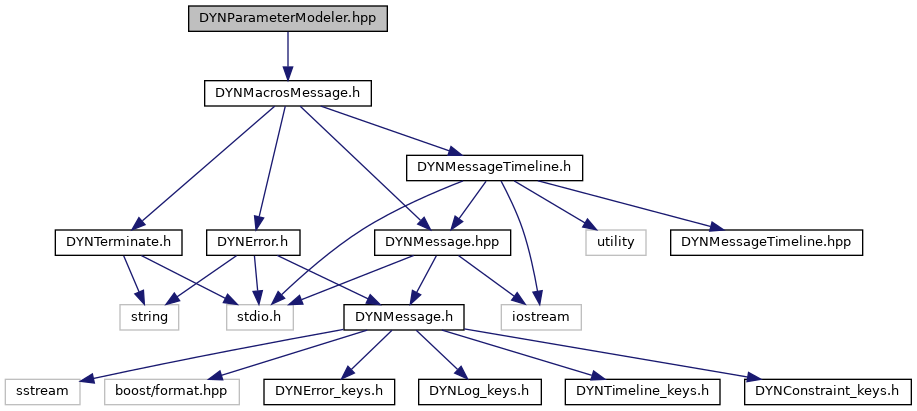 DYNParameterModeler.hpp
DYNMacrosMessage.h
DYNMessageTimeline.h
DYNTerminate.h
DYNError.h
DYNMessage.hpp
utility
DYNMessageTimeline.hpp
string
stdio.h
DYNMessage.h
iostream
sstream
boost/format.hpp
DYNError_keys.h
DYNLog_keys.h
DYNTimeline_keys.h
DYNConstraint_keys.h